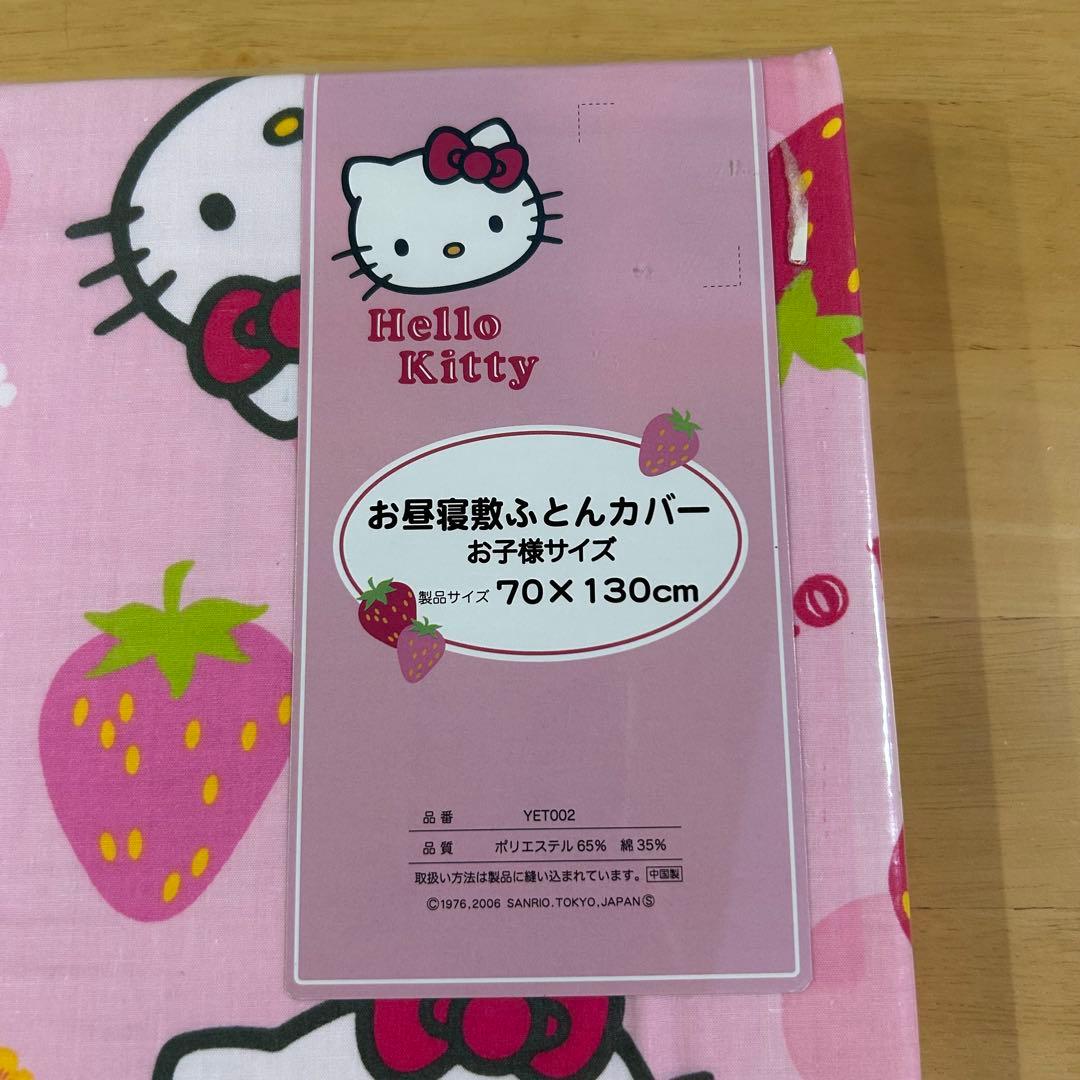 Hello
Kitty
お昼寝敷ふとんカバー
お子様サイズ
製品サイズ 70×130cm
品番 YET002
品質 ポリエステル65% 綿35%
取扱い方法は製品に縫い込まれています。 中国製
©1976,2006 SANRIO.TOKYO,JAPAN Ⓢ